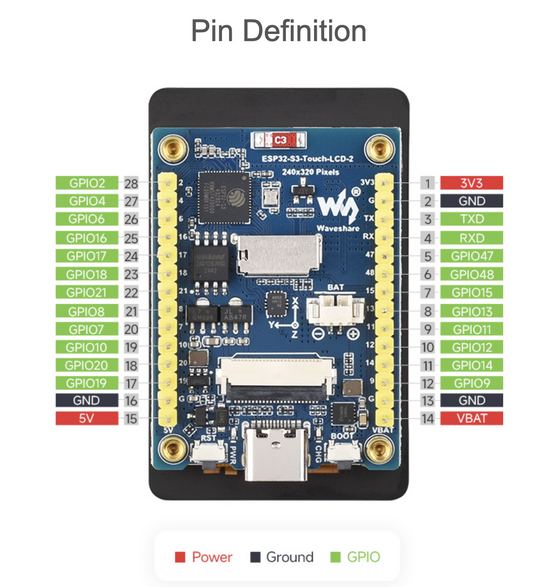 Pin Definition
C3
ESP32-S3-Touch-LCD-2
240x320 Pixels
Waveshare
GPIO2 28 2 3V3 1 3V3
GPIO4 27 4 G 2 GND
GPIO6 26 6 TX 3 TXD
GPIO16 25 16 RX 4 RXD
GPIO17 24 17 47 5 GPIO47
GPIO18 23 18 48 6 GPIO48
GPIO21 22 21 15 7 GPIO15
GPIO8 21 8 13 8 GPIO13
GPIO7 20 7 11 9 GPIO11
GPIO10 19 10 12 10 GPIO12
GPIO20 18 20 14 11 GPIO14
GPIO19 17 19 9 12 GPIO9
GND 16 G G 13 GND
5V 15 5V VBAT 14 VBAT
BAT
X
Y
Z
RST
PWR
CHG
BOOT
Power
Ground
GPIO